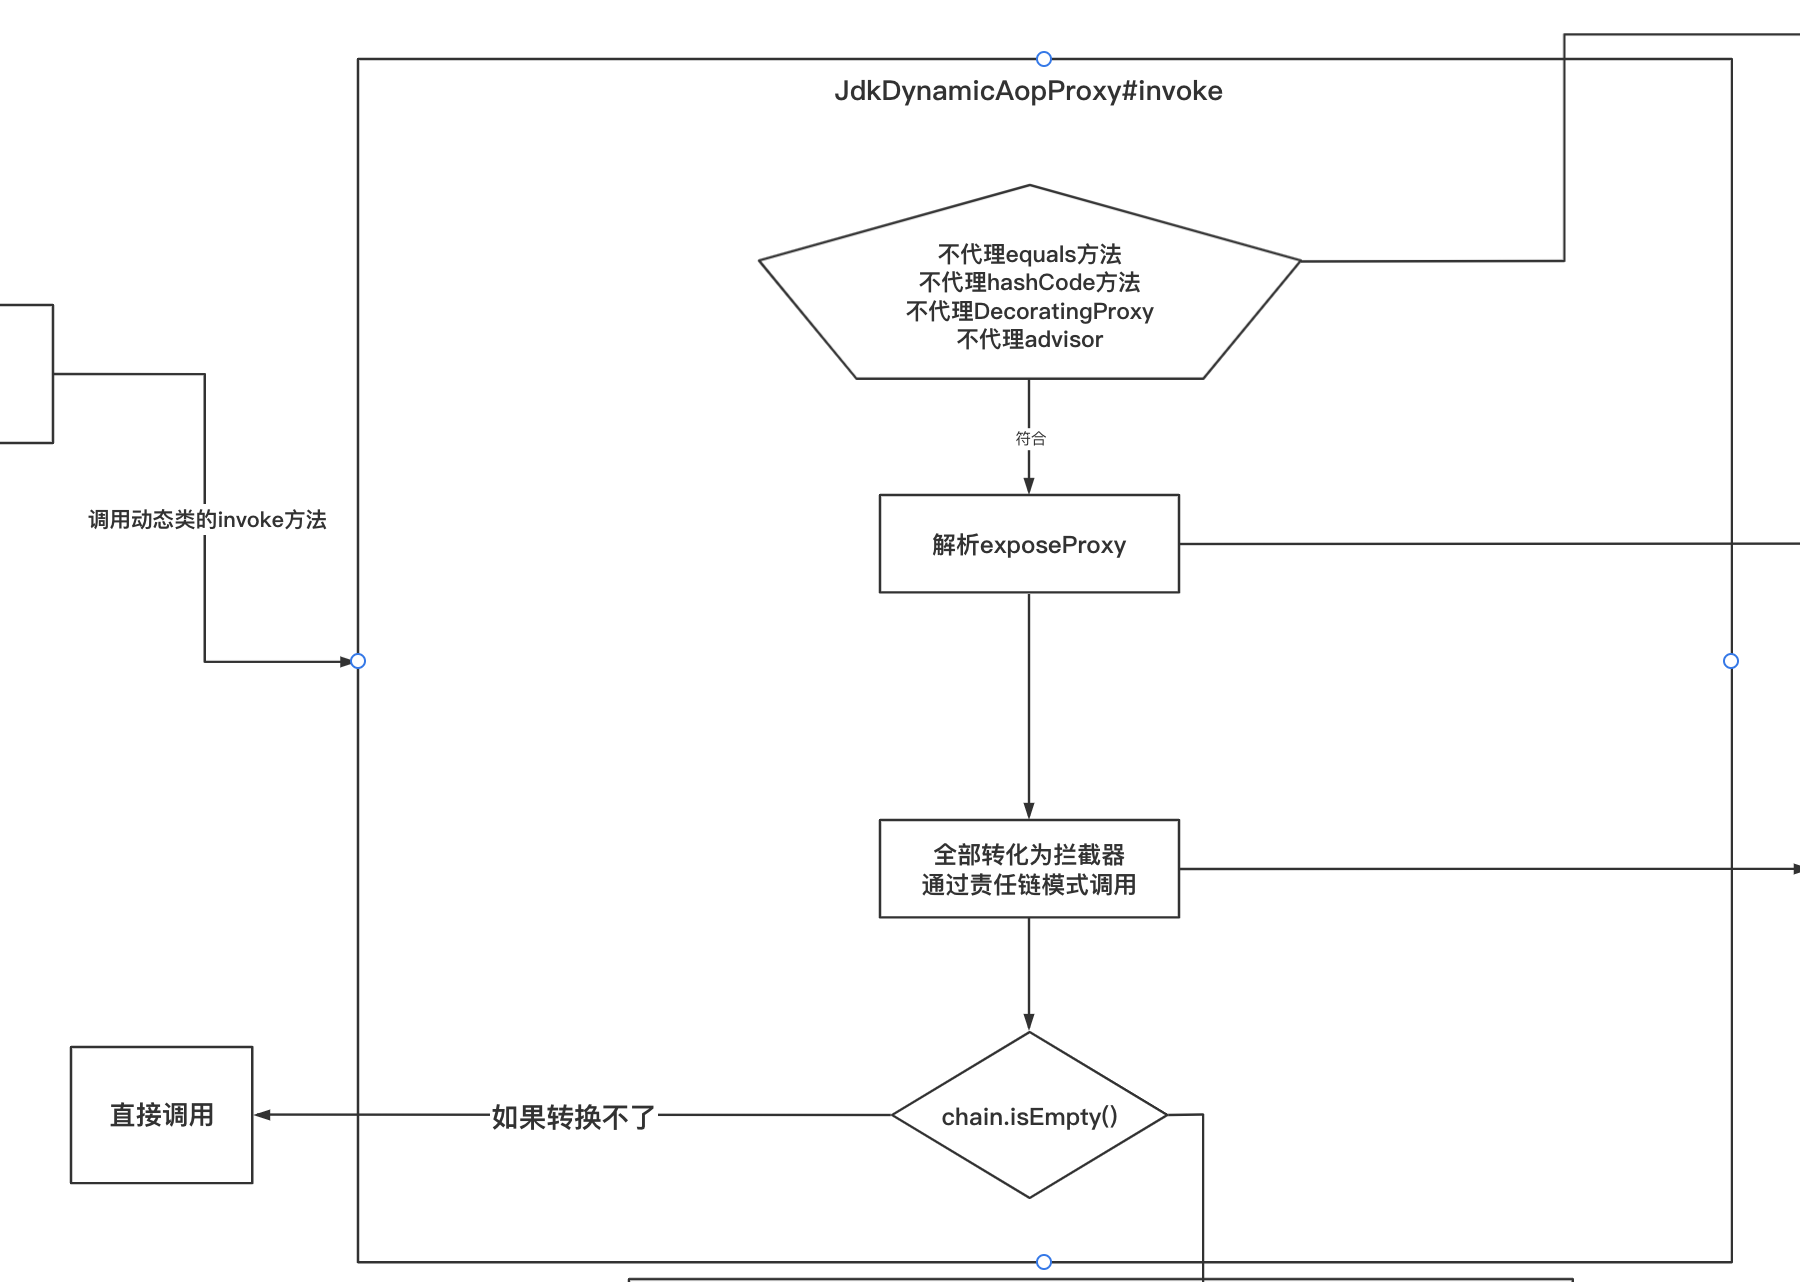 JdkDynamicAopProxy#invoke
不代理equals方法
不代理hashCode方法
不代理DecoratingProxy
不代理advisor
符合
调用动态类的invoke方法
解析exposeProxy
全部转化为拦截器
通过责任链模式调用
直接调用
如果转换不了
chain.isEmpty()